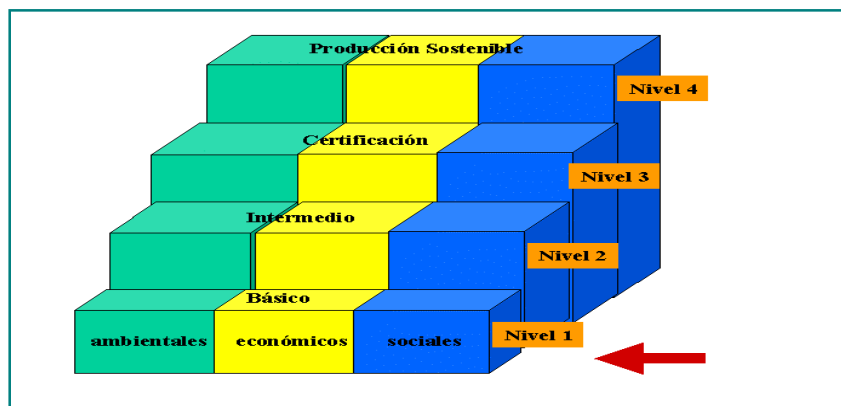 Producción Sostenible
Nivel 4
Certificación
Nivel 3
Intermedio
Nivel 2
Básico
Nivel 1
ambientales económicos sociales